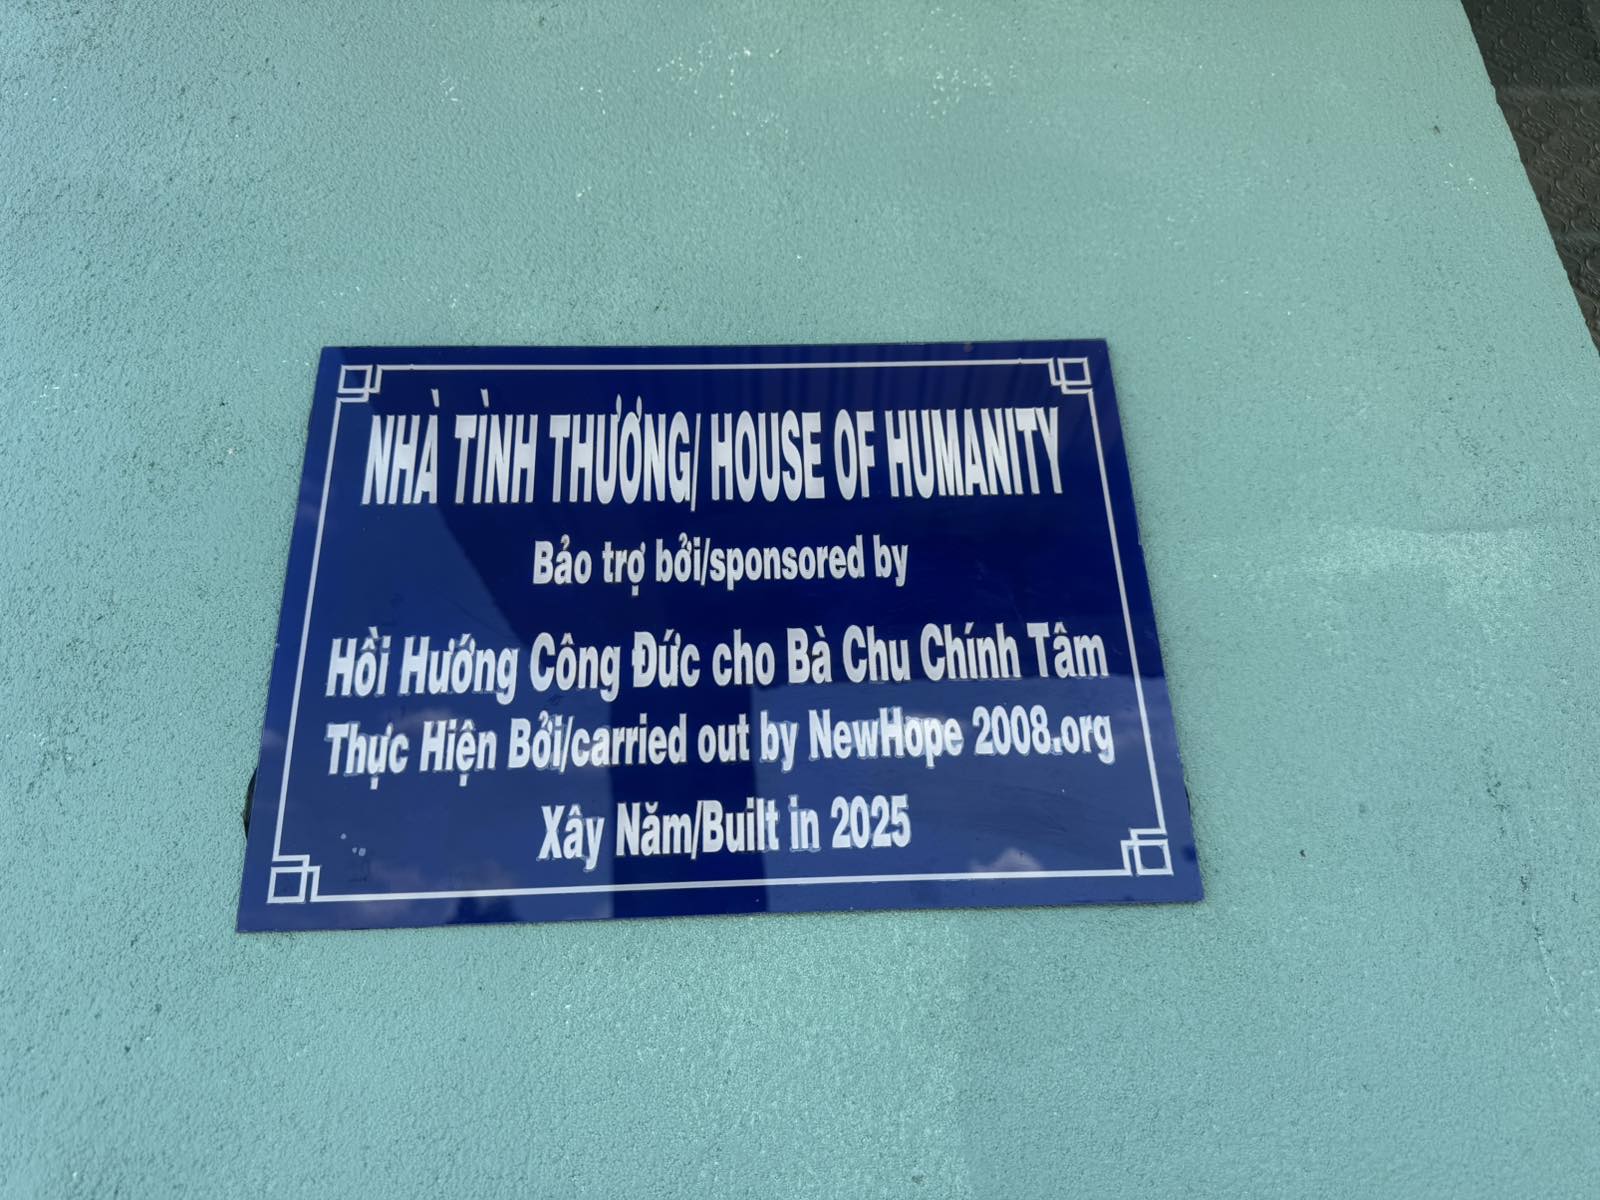 NHÀ TÌNH THƯƠNG/ HOUSE OF HUMANITY
Bảo trợ bởi/sponsored by
Hồi Hướng Công Đức cho Bà Chu Chính Tâm
Thực Hiện Bởi/carried out by NewHope 2008.org
Xây Năm/Built in 2025